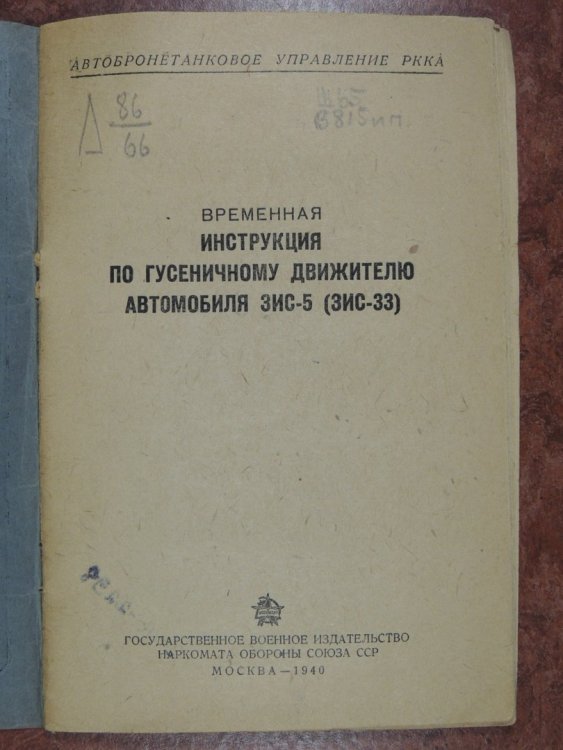 АВТОБРОНЕТАНКОВОЕ УПРАВЛЕНИЕ РККА
Д 86
66
В815ип
ВРЕМЕННАЯ
ИНСТРУКЦИЯ
ПО ГУСЕНИЧНОМУ ДВИЖИТЕЛЮ
АВТОМОБИЛЯ ЗИС-5 (ЗИС-33)
ГОСУДАРСТВЕННОЕ ВОЕННОЕ ИЗДАТЕЛЬСТВО
НАРКОМАТА ОБОРОНЫ СОЮЗА ССР
МОСКВА — 1940